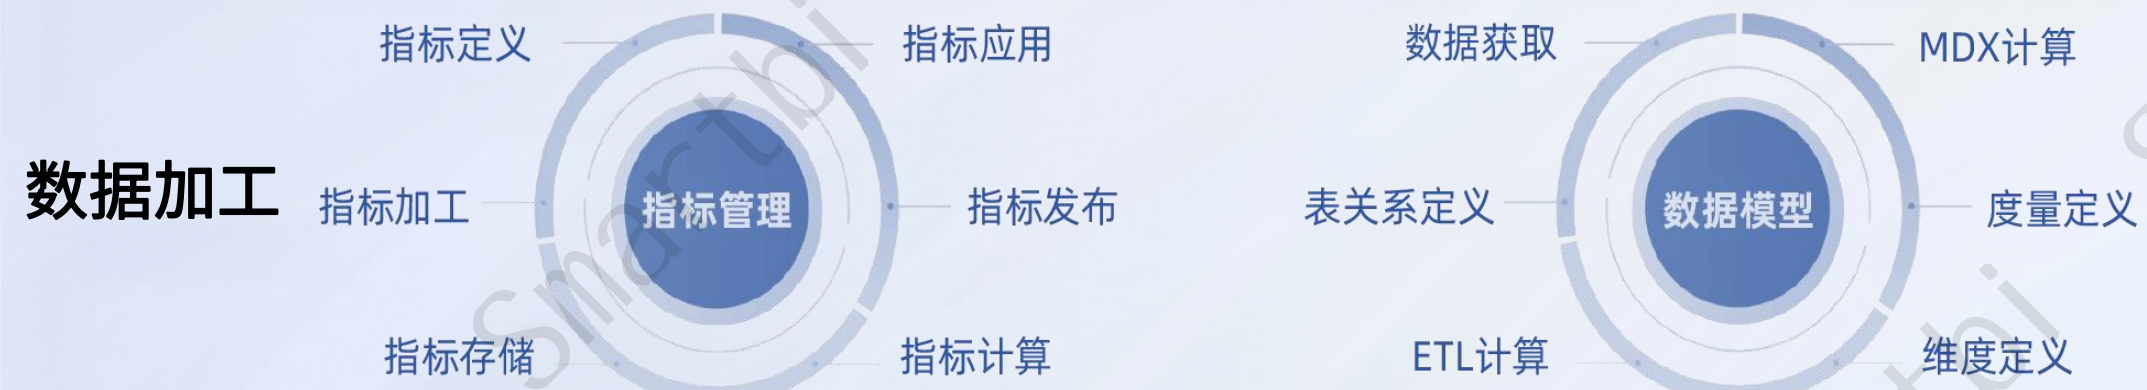 数据加工
指标定义
指标应用
指标加工
指标管理
指标发布
指标存储
指标计算
数据获取
MDX计算
表关系定义
数据模型
度量定义
ETL计算
维度定义
Smartbi